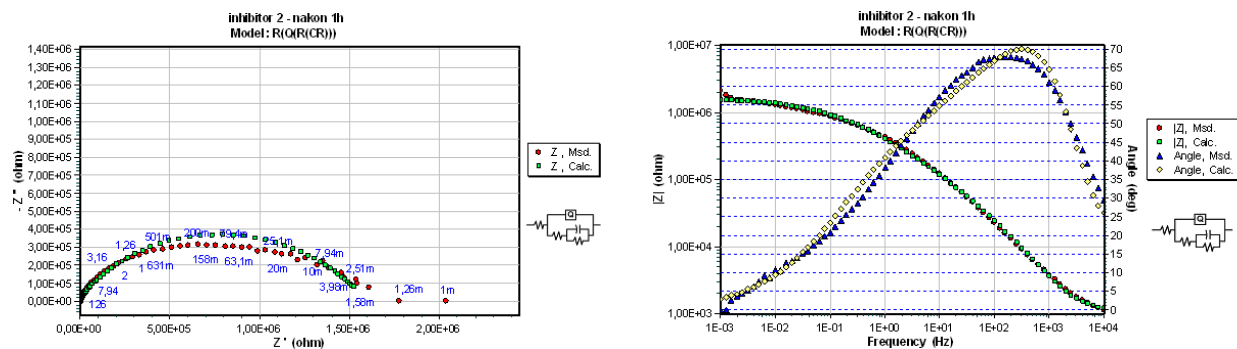 inhibitor 2 - nakon 1h
Model : R(Q(R(CR)))
1,40E+06
1,30E+06
1,20E+06
1,10E+06
1,00E+06
9,00E+05
8,00E+05
7,00E+05
6,00E+05
5,00E+05
4,00E+05
3,00E+05
2,00E+05
1,00E+05
0,00E+00
- Z '' (ohm)
3,16
1,26
501m
200m
79,4m
25,1m
7,94m
2,51m
126
7,94
2
1
631m
158m
63,1m
20m
10m
3,98m
1,58m
1,26m
1m
0,00E+00
5,00E+05
1,00E+06
1,50E+06
2,00E+06
Z ' (ohm)
Z , Msd.
Z , Calc.
Q
inhibitor 2 - nakon 1h
Model : R(Q(R(CR)))
1,00E+07
1,00E+06
1,00E+05
1,00E+04
1,00E+03
|Z| (ohm)
70
65
60
55
50
45
40
35
30
25
20
15
10
5
0
Angle (deg)
1E-03
1E-02
1E-01
1E+00
1E+01
1E+02
1E+03
1E+04
Frequency (Hz)
|Z|, Msd.
|Z|, Calc.
Angle, Msd.
Angle, Calc.
Q